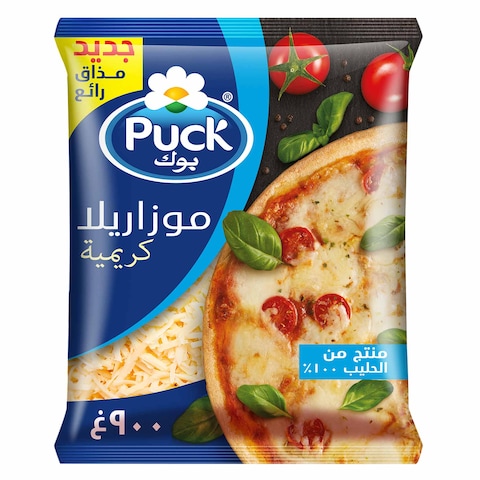 جديد
مذاق
رائع
Puck®
بوك
موزاريلا
كريمية
منتج من
الحليب ١٠٠٪
٩٠٠غ